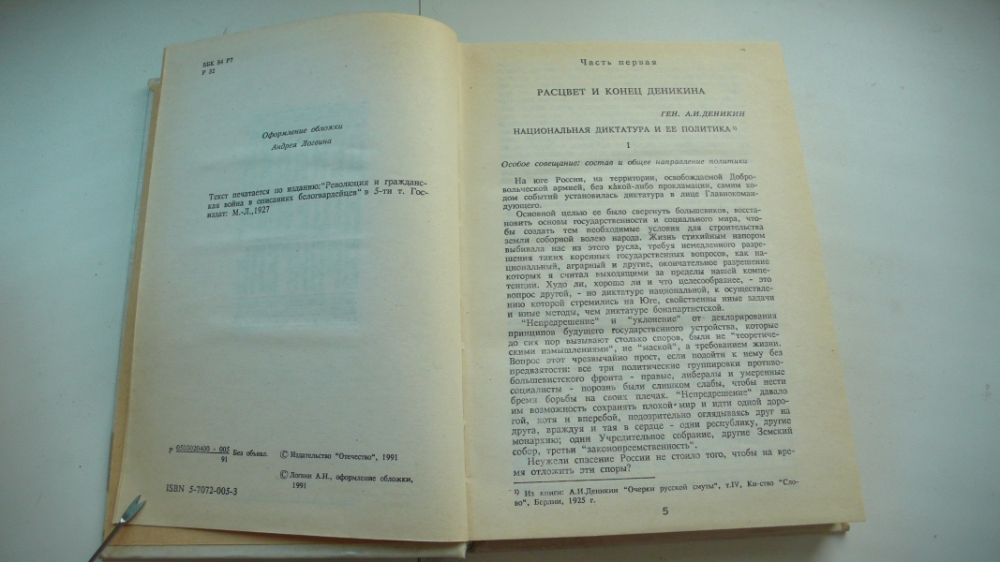 ББК 84 Р7
Р 32
Оформление обложки
Андрея Логвина
Текст печатается по изданию:"Революция и гражданс-
кая война в описаниях белогвардейцев" в 5-ти т. Гос-
издат: М.-Л.,1927
Р 0503020400 - 005 Без объявл.
91
© Издательство "Отечество", 1991
© Логвин А.Н., оформление обложки,
1991
ISBN 5-7072-005-3
Часть первая
РАСЦВЕТ И КОНЕЦ ДЕНИКИНА
ГЕН. А.И.ДЕНИКИН
НАЦИОНАЛЬНАЯ ДИКТАТУРА И ЕЕ ПОЛИТИКА 1)
I
Особое совещание: состав и общее направление политики
На юге России, на территории, освобождаемой Добро-
вольческой армией, без какой-либо прокламации, самим хо-
дом событий установилась диктатура в лице Главнокоман-
дующего.
Основной целью ее было свергнуть большевиков, восста-
новить основы государственности и социального мира, что-
бы создать тем необходимые условия для строительства
земли соборной волею народа. Жизнь стихийным напором
выбивала нас из этого русла, требуя немедленного разре-
шения таких коренных государственных вопросов, как на-
циональный, аграрный и другие, окончательное разрешение
которых я считал выходящими за пределы нашей компе-
тенции. Худо ли, хорошо ли и что целесообразнее, - это
вопрос другой, - но диктатуре национальной, к осуществле-
нию которой стремились на Юге, свойственны иные задачи
и иные методы, чем диктатуре бонапартистской.
"Непредрешение" и "уклонение" от декларирования
принципов будущего государственного устройства, которые
до сих пор вызывают столько споров, были не "теоретиче-
скими измышлениями", не "маской", а требованием жизни.
Вопрос этот чрезвычайно прост, если подойти к нему без
предвзятости: все три политические группировки противо-
большевистского фронта - правые, либералы и умеренные
социалисты - порознь были слишком слабы, чтобы нести
бремя борьбы на своих плечах. "Непредрешение" давало
им возможность сохранять плохой мир и идти одной доро-
гой, хотя и вперебой, подозрительно оглядываясь друг на
друга, враждуя и тая в сердце - одни республику, другие
монархию; одни Учредительное собрание, другие Земский
собор, третьи "законопреемственность".
Неужели спасение России не стоило того, чтобы на вре-
мя отложить эти споры?
1) Из книги: А.И.Деникин "Очерки русской смуты", т.IV, Кн-ство "Сло-
во", Берлин, 1925 г.
5